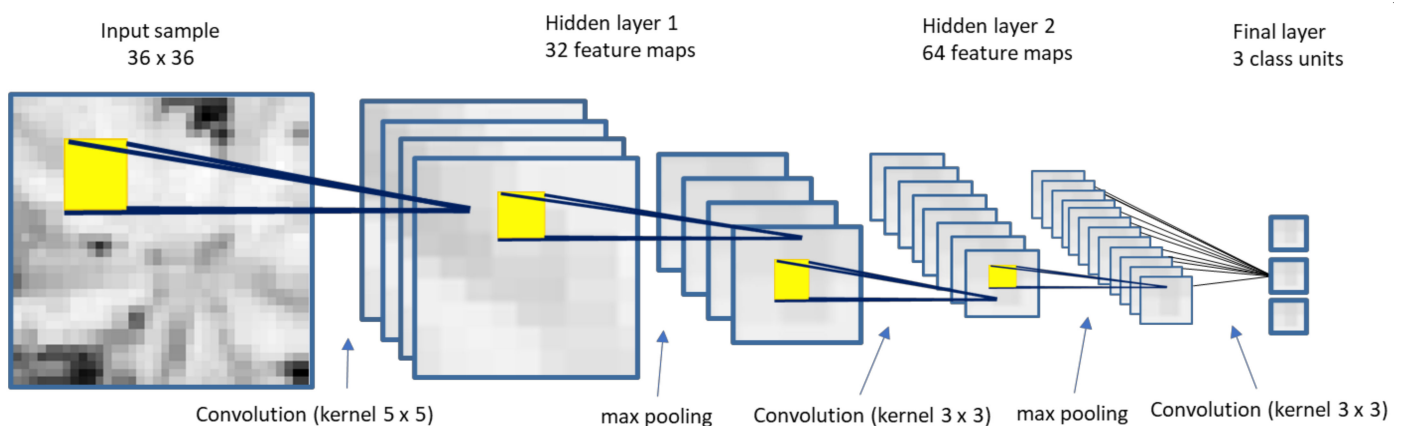 Input sample
36 x 36
Hidden layer 1
32 feature maps
Hidden layer 2
64 feature maps
Final layer
3 class units
Convolution (kernel 5 x 5)
max pooling
Convolution (kernel 3 x 3)
max pooling
Convolution (kernel 3 x 3)